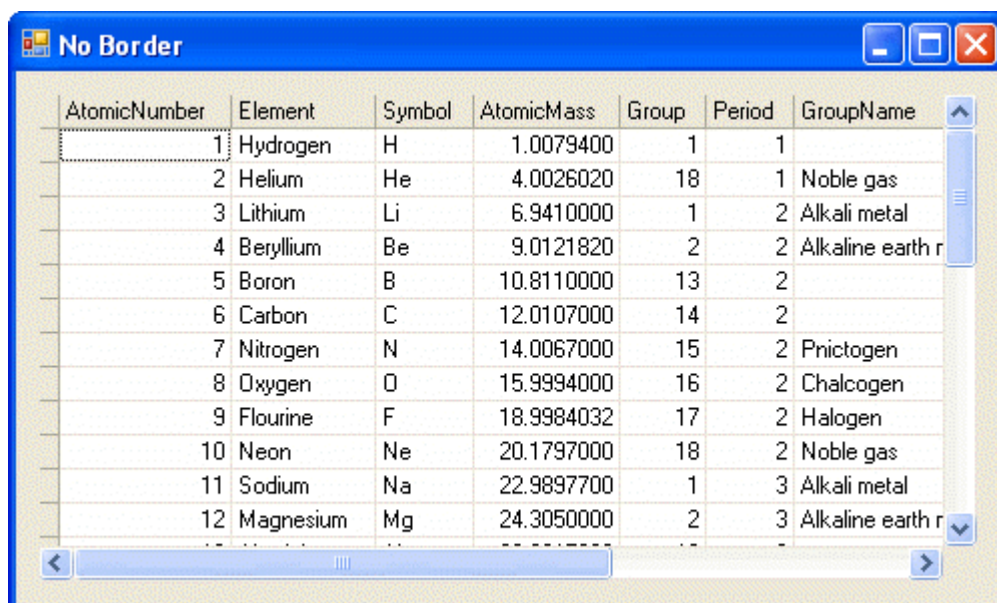 No Border
AtomicNumber Element Symbol AtomicMass Group Period GroupName
1 Hydrogen H 1.0079400 1 1
2 Helium He 4.0026020 18 1 Noble gas
3 Lithium Li 6.9410000 1 2 Alkali metal
4 Beryllium Be 9.0121820 2 2 Alkaline earth
5 Boron B 10.8110000 13 2
6 Carbon C 12.0107000 14 2
7 Nitrogen N 14.0067000 15 2 Pnictogen
8 Oxygen O 15.9994000 16 2 Chalcogen
9 Flourine F 18.9984032 17 2 Halogen
10 Neon Ne 20.1797000 18 2 Noble gas
11 Sodium Na 22.9897700 1 3 Alkali metal
12 Magnesium Mg 24.3050000 2 3 Alkaline earth